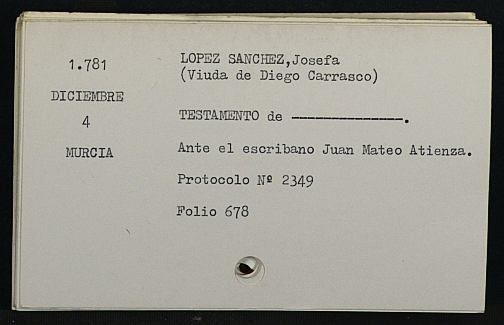 1.781
DICIEMBRE
4
MURCIA
LOPEZ SANCHEZ,Josefa
(Viuda de Diego Carrasco)
TESTAMENTO de ---------------.
Ante el escribano Juan Mateo Atienza.
Protocolo Nº 2349
Folio 678